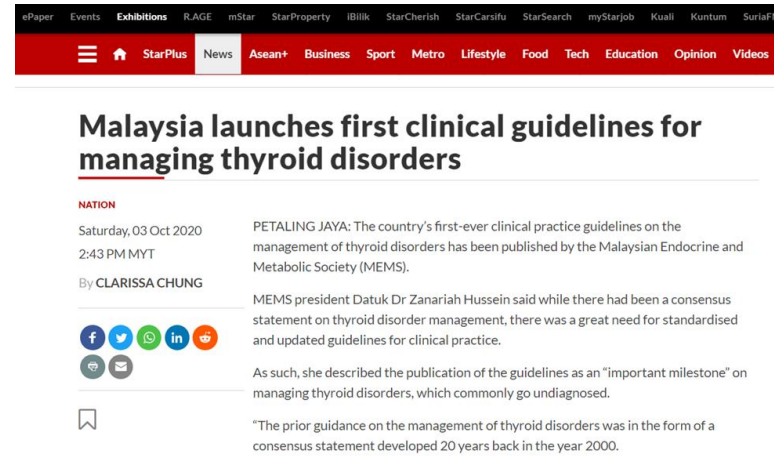 ePaper Events Exhibitions R.AGE mStar StarProperty iBilik StarCherish StarCarsifu StarSearch myStarjob Kuali Kuntum
StarPlus News Asean+ Business Sport Metro Lifestyle Food Tech Education Opinion Videos
Malaysia launches first clinical guidelines for
managing thyroid disorders
NATION
Saturday, 03 Oct 2020
2:43 PM MYT
By CLARISSA CHUNG
PETALING JAYA: The country's first-ever clinical practice guidelines on the
management of thyroid disorders has been published by the Malaysian Endocrine and
Metabolic Society (MEMS).
MEMS president Datuk Dr Zanariah Hussein said while there had been a consensus
statement on thyroid disorder management, there was a great need for standardised
and updated guidelines for clinical practice.
As such, she described the publication of the guidelines as an "important milestone" on
managing thyroid disorders, which commonly go undiagnosed.
"The prior guidance on the management of thyroid disorders was in the form of a
consensus statement developed 20 years back in the year 2000.